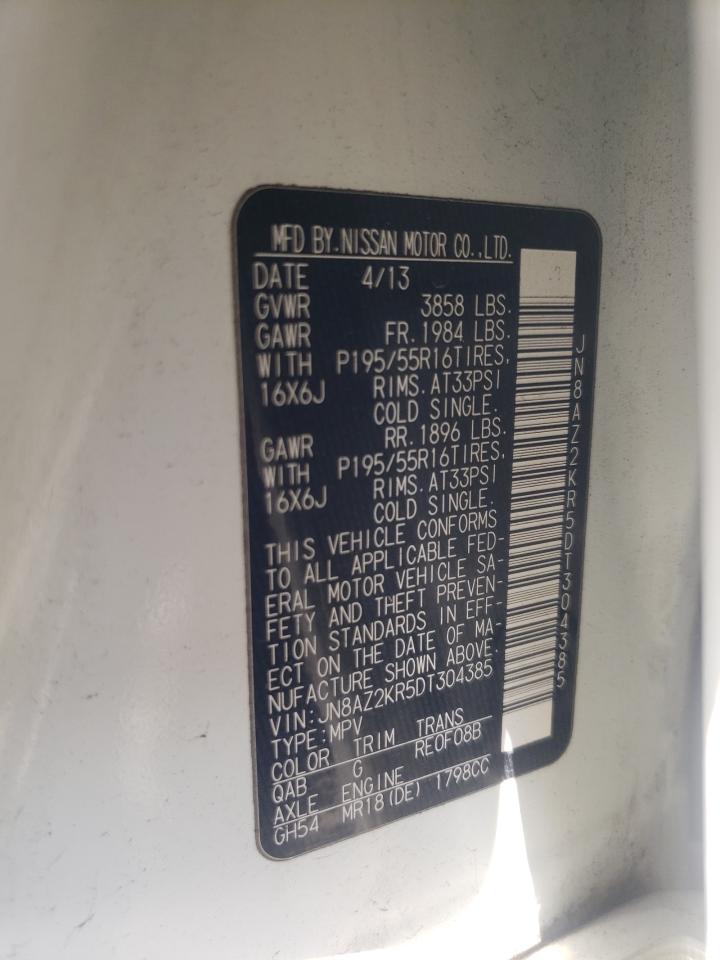 MFD BY.NISSAN MOTOR CO.,LTD.
DATE 4/13
GVWR 3858 LBS.
GAWR FR.1984 LBS.
WITH P195/55R16TIRES,
16X6J RIMS.AT33PSI
COLD SINGLE.
GAWR RR.1896 LBS.
WITH P195/55R16TIRES,
16X6J RIMS.AT33PSI
COLD SINGLE.
THIS VEHICLE CONFORMS
TO ALL APPLICABLE FED-
ERAL MOTOR VEHICLE SA-
FETY AND THEFT PREVEN-
TION STANDARDS IN EFF-
ECT ON THE DATE OF MA-
NUFACTURE SHOWN ABOVE.
VIN:JN8AZ2KR5DT304385
TYPE:MPV
COLOR TRIM TRANS
QAB G RE0F08B
AXLE ENGINE
GH54 MR18(DE) 1798CC
JN8AZ2KR5DT304385